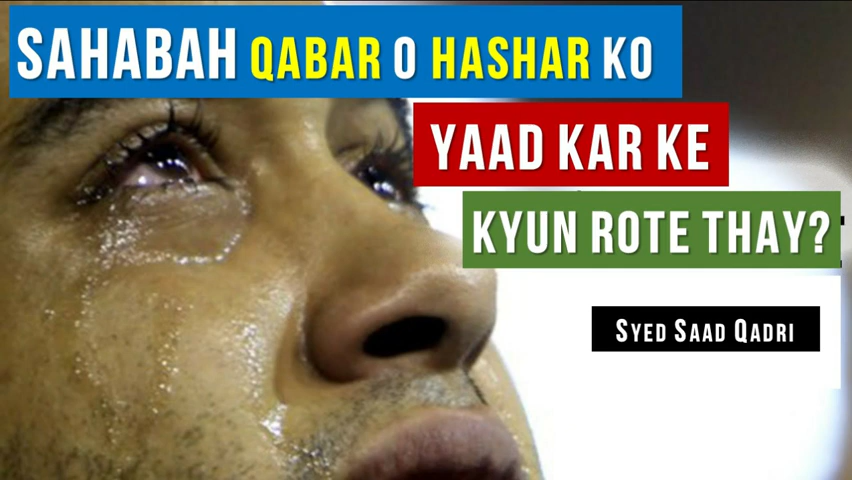 SAHABAH QABAR O HASHAR KO
YAAD KAR KE
KYUN ROTE THAY?
SYED SAAD QADRI